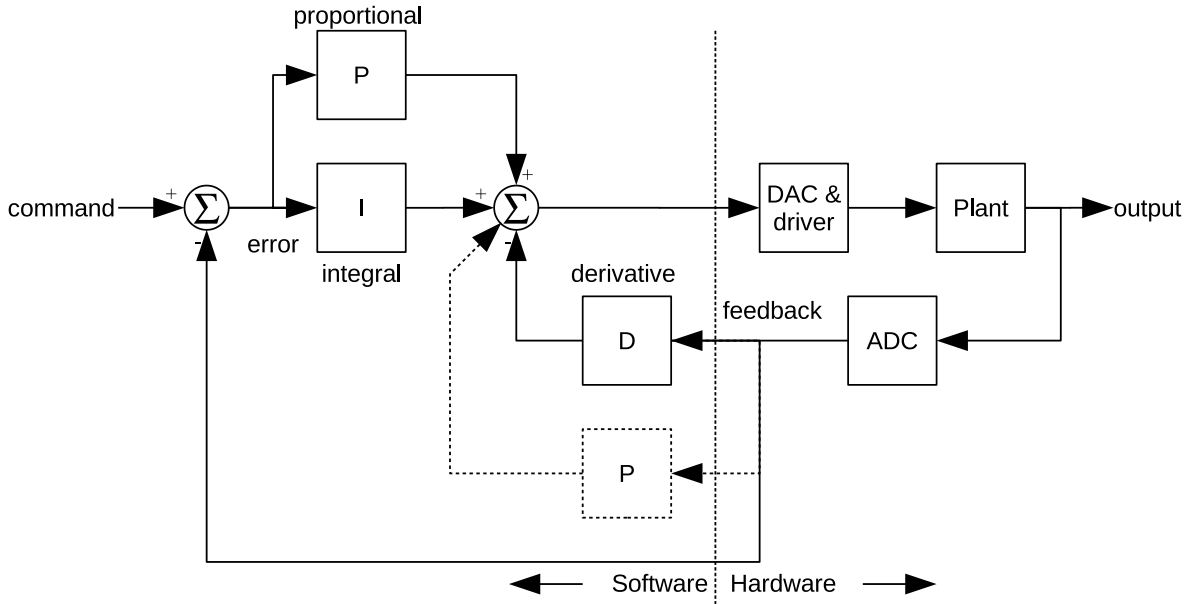 proportional
P
+
+
+
command
Σ
I
Σ
DAC &
driver
Plant
output
-
-
error
integral
derivative
feedback
D
ADC
P
Software
Hardware